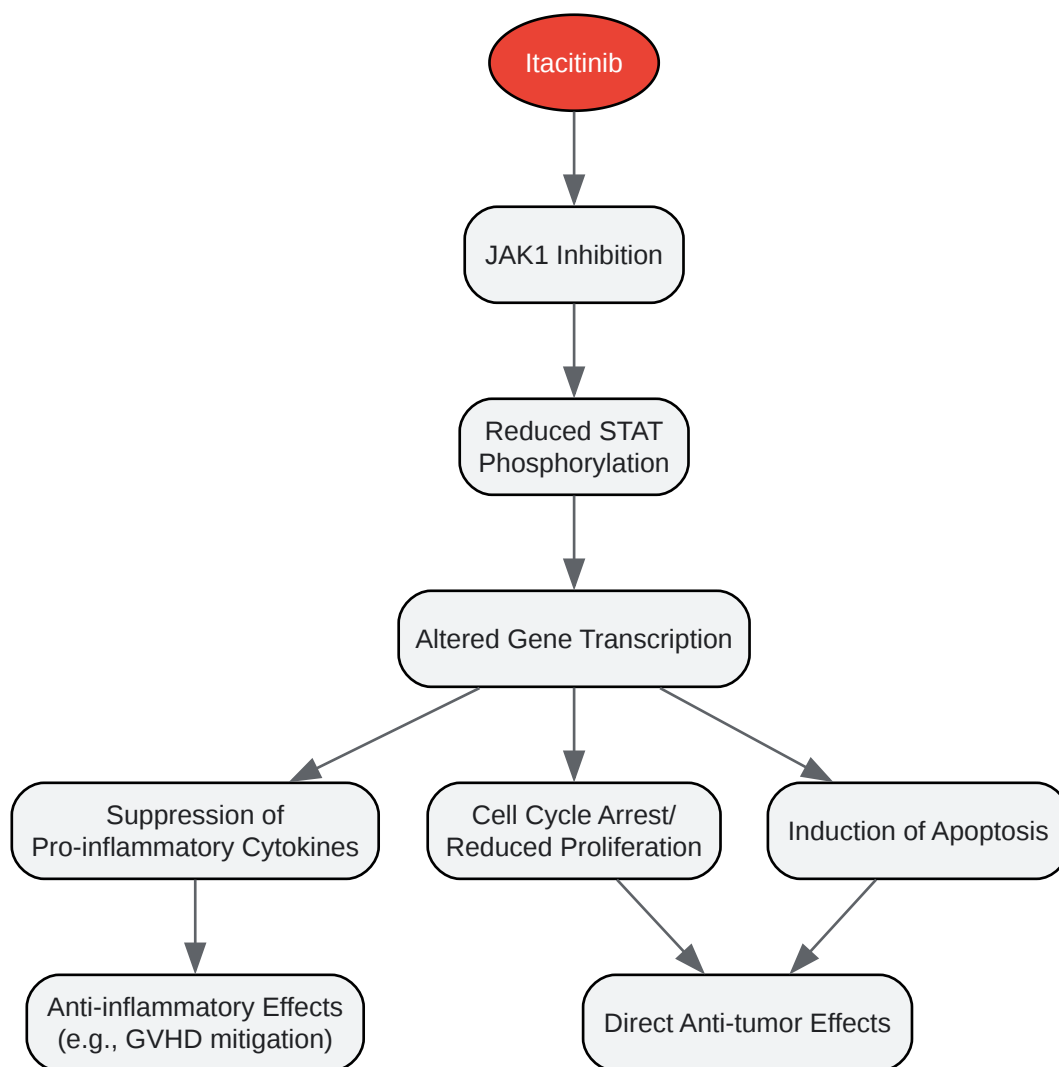 Itacitinib
JAK1 Inhibition
Reduced STAT
Phosphorylation
Altered Gene Transcription
Suppression of
Pro-inflammatory Cytokines
Cell Cycle Arrest/
Reduced Proliferation
Induction of Apoptosis
Anti-inflammatory Effects
(e.g., GVHD mitigation)
Direct Anti-tumor Effects